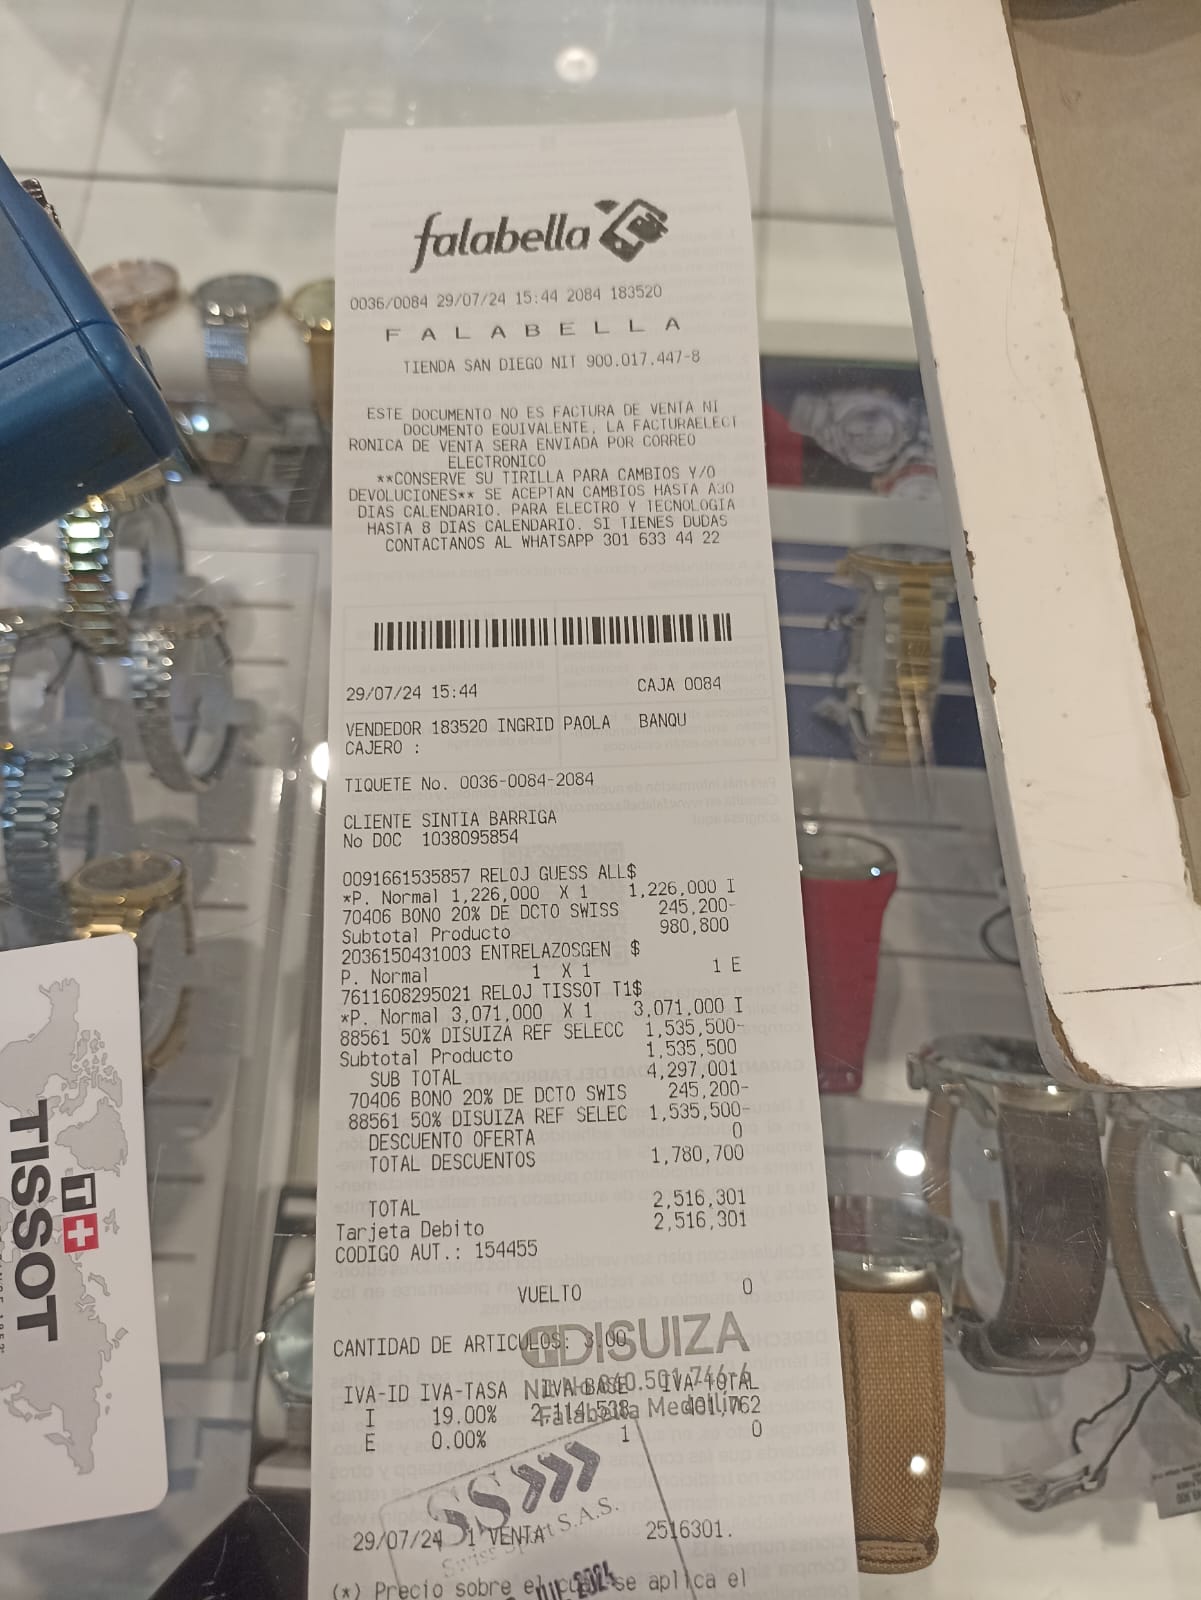 falabella
0036/0084 29/07/24 15:44 2084 183520
F A L A B E L L A
TIENDA SAN DIEGO NIT 900.017.447-8
ESTE DOCUMENTO NO ES FACTURA DE VENTA NI
DOCUMENTO EQUIVALENTE, LA FACTURAELECT
RONICA DE VENTA SERA ENVIADA POR CORREO
ELECTRONICO
**CONSERVE SU TIRILLA PARA CAMBIOS Y/O
DEVOLUCIONES** SE ACEPTAN CAMBIOS HASTA A30
DIAS CALENDARIO. PARA ELECTRO Y TECNOLOGIA
HASTA 8 DIAS CALENDARIO. SI TIENES DUDAS
CONTACTANOS AL WHATSAPP 301 633 44 22
29/07/24 15:44 CAJA 0084
VENDEDOR 183520 INGRID PAOLA BANQU
CAJERO :
TIQUETE No. 0036-0084-2084
CLIENTE SINTIA BARRIGA
No DOC 1038095854
0091661535857 RELOJ GUESS ALL$
*P. Normal 1,226,000 X 1 1,226,000 I
70406 BONO 20% DE DCTO SWISS 245,200-
Subtotal Producto 980,800
2036150431003 ENTRELAZOSGEN $
P. Normal 1 X 1 1 E
7611608295021 RELOJ TISSOT T1$
*P. Normal 3,071,000 X 1 3,071,000 I
88561 50% DISUIZA REF SELECC 1,535,500-
Subtotal Producto 1,535,500
SUB TOTAL 4,297,001
70406 BONO 20% DE DCTO SWIS 245,200-
88561 50% DISUIZA REF SELEC 1,535,500-
DESCUENTO OFERTA 0
TOTAL DESCUENTOS 1,780,700
TOTAL 2,516,301
Tarjeta Debito 2,516,301
CODIGO AUT.: 154455
VUELTO 0
CANTIDAD DE ARTICULOS: 3.00
DISUIZA
IVA-ID IVA-TASA IVA-BASE IVA-TOTAL
I 19.00% 2,114,538 401,762
Falabella Medellín
E 0.00% 1 0
SS
29/07/24 1 VENTA 2516301.
S.A.S.
(*) Precio sobre el cual se aplica el
2024
TISSOT